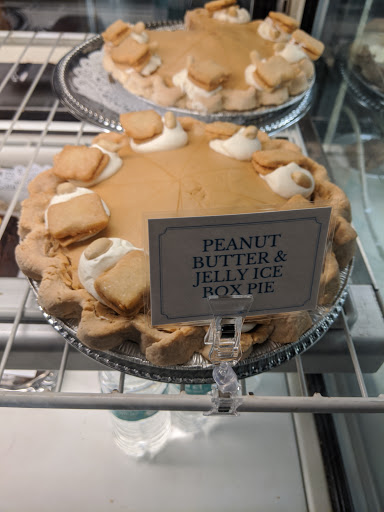 PEANUT
BUTTER &
JELLY ICE
BOX PIE